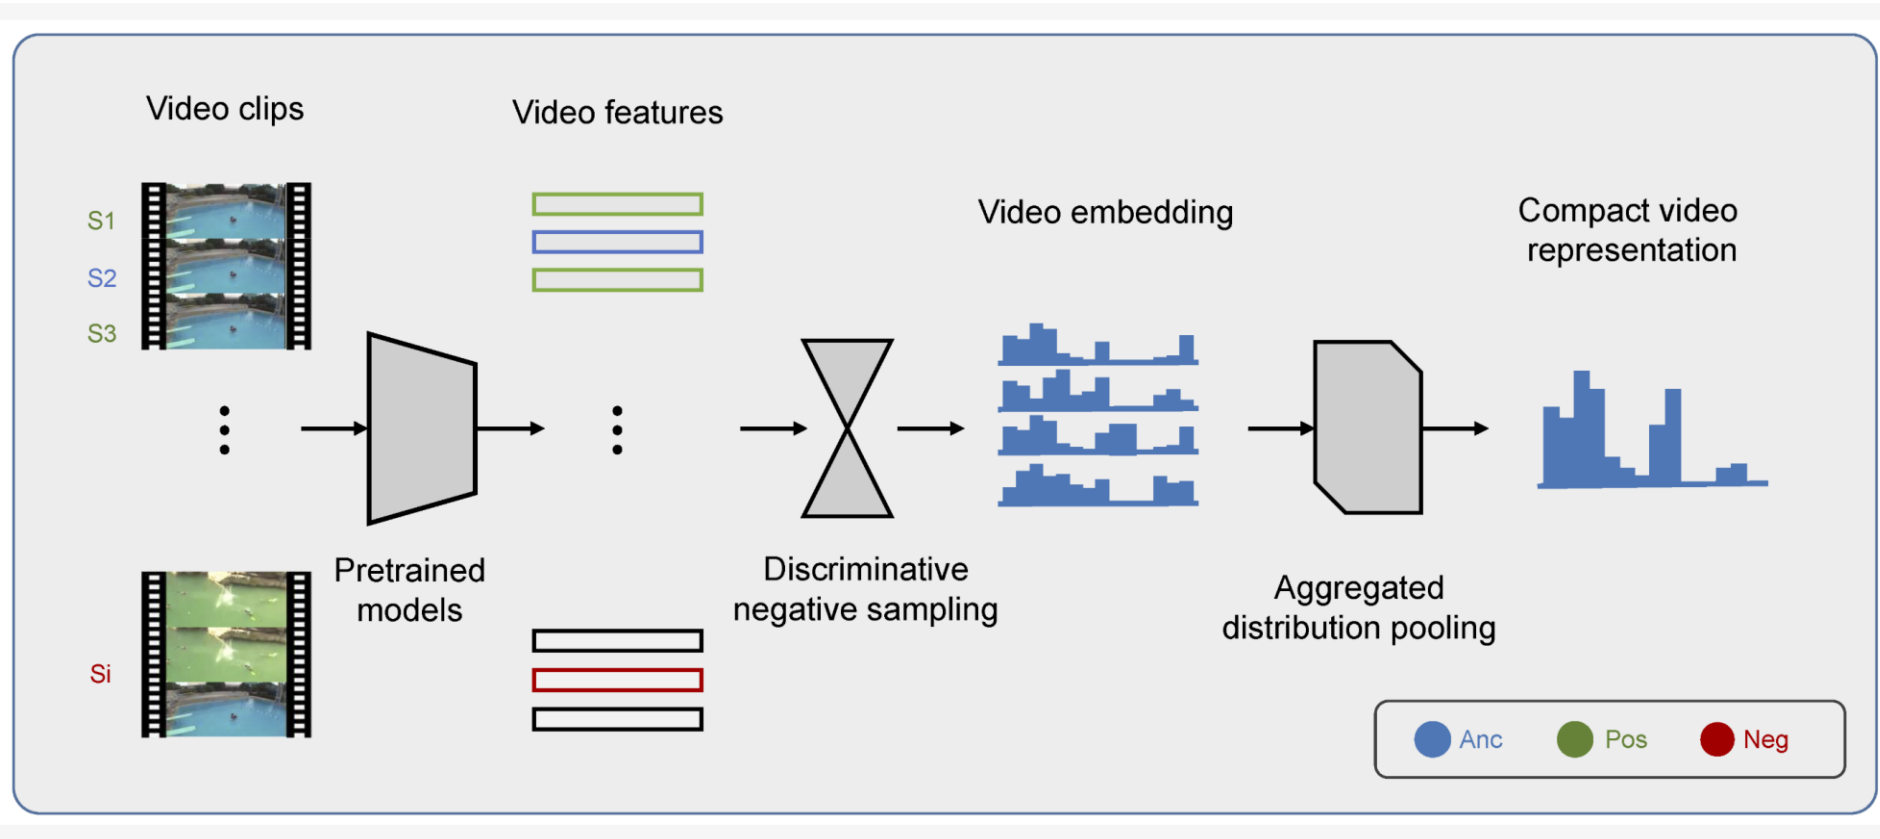 Video clips
Video features
S1
S2
S3
Video embedding
Compact video
representation
Pretrained
models
Discriminative
negative sampling
Aggregated
distribution pooling
Si
Anc
Pos
Neg